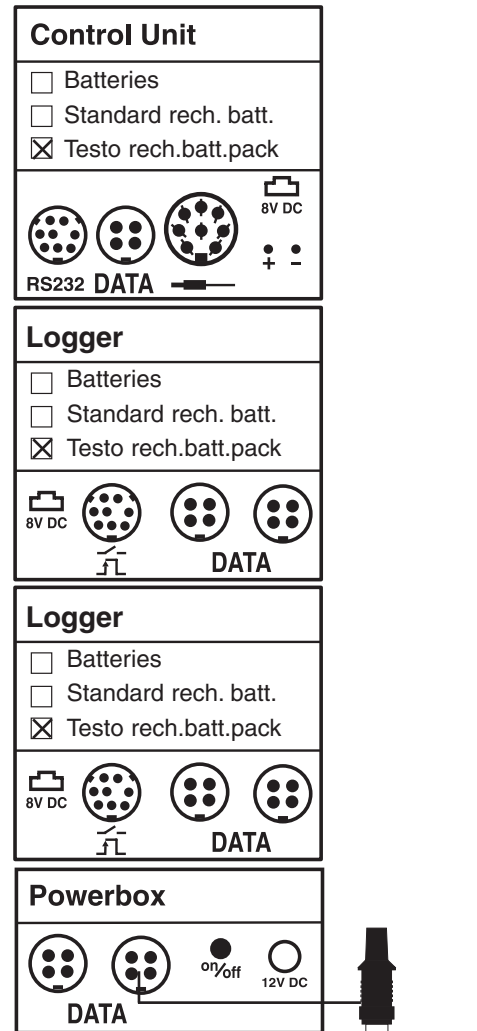 Control Unit
Batteries
Standard rech. batt.
Testo rech.batt.pack
8V DC
+ -
RS232 DATA
Logger
Batteries
Standard rech. batt.
Testo rech.batt.pack
8V DC
DATA
Logger
Batteries
Standard rech. batt.
Testo rech.batt.pack
8V DC
DATA
Powerbox
on/off
12V DC
DATA